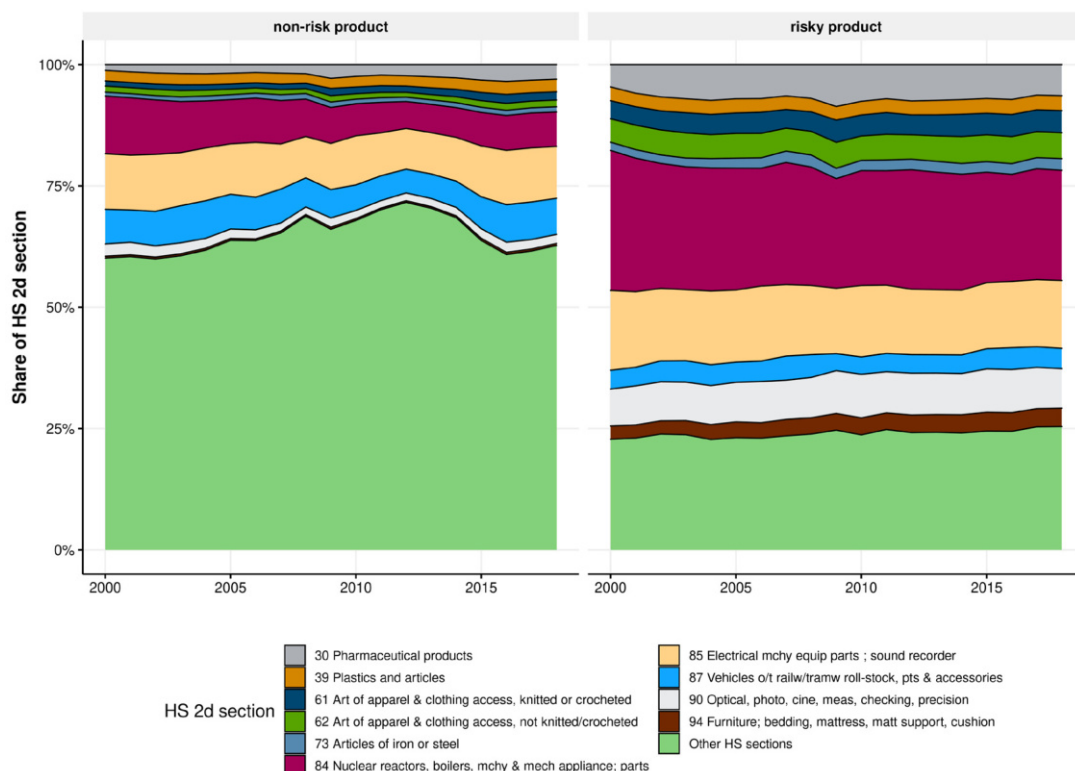 non-risk product
risky product
100%
75%
50%
25%
0%
Share of HS 2d section
2000
2005
2010
2015
2000
2005
2010
2015
HS 2d section
30 Pharmaceutical products
39 Plastics and articles
61 Art of apparel & clothing access, knitted or crocheted
62 Art of apparel & clothing access, not knitted/crocheted
73 Articles of iron or steel
84 Nuclear reactors, boilers, mchy & mech appliance; parts
85 Electrical mchy equip parts ; sound recorder
87 Vehicles o/t railw/tramw roll-stock, pts & accessories
90 Optical, photo, cine, meas, checking, precision
94 Furniture; bedding, mattress, matt support, cushion
Other HS sections